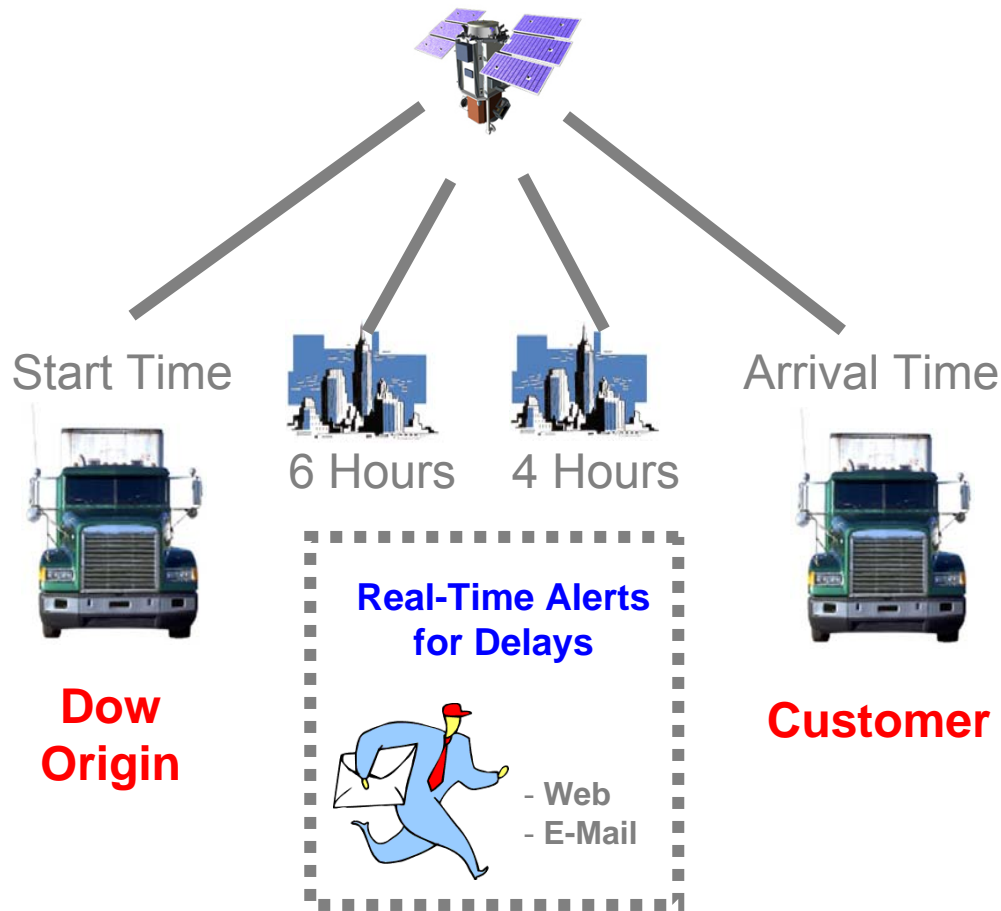 Start Time
Arrival Time
6 Hours
4 Hours
Real-Time Alerts
for Delays
Dow
Origin
Customer
- Web
- E-Mail